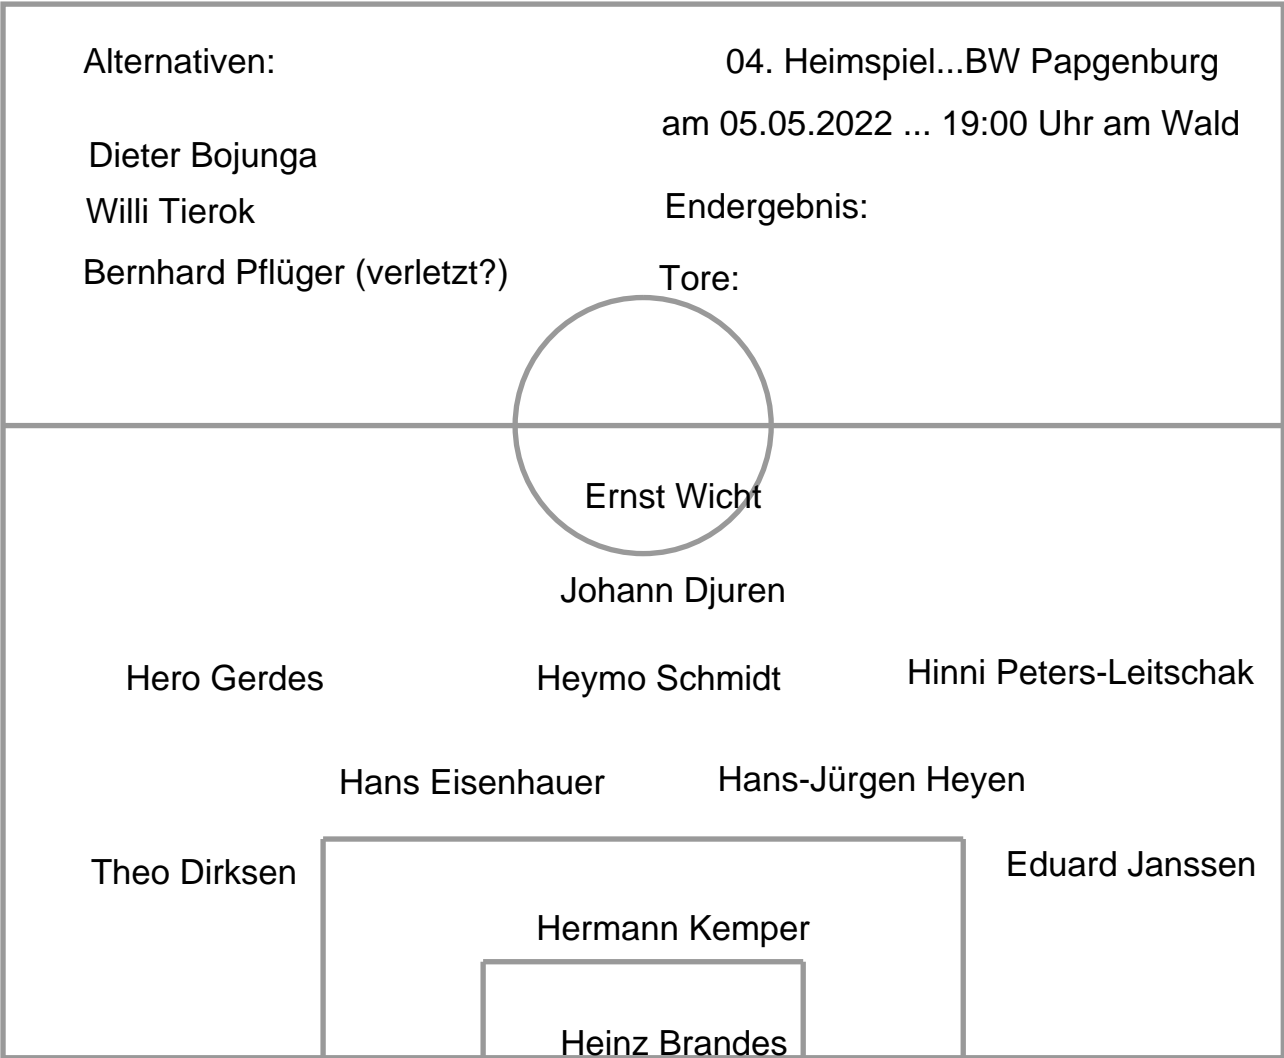 Alternativen:
04. Heimspiel...BW Papgenburg
am 05.05.2022 ... 19:00 Uhr am Wald
Dieter Bojunga
Willi Tierok
Endergebnis:
Bernhard Pflüger (verletzt?)
Tore:
Ernst Wicht
Johann Djuren
Hero Gerdes
Heymo Schmidt
Hinni Peters-Leitschak
Hans Eisenhauer
Hans-Jürgen Heyen
Theo Dirksen
Eduard Janssen
Hermann Kemper
Heinz Brandes